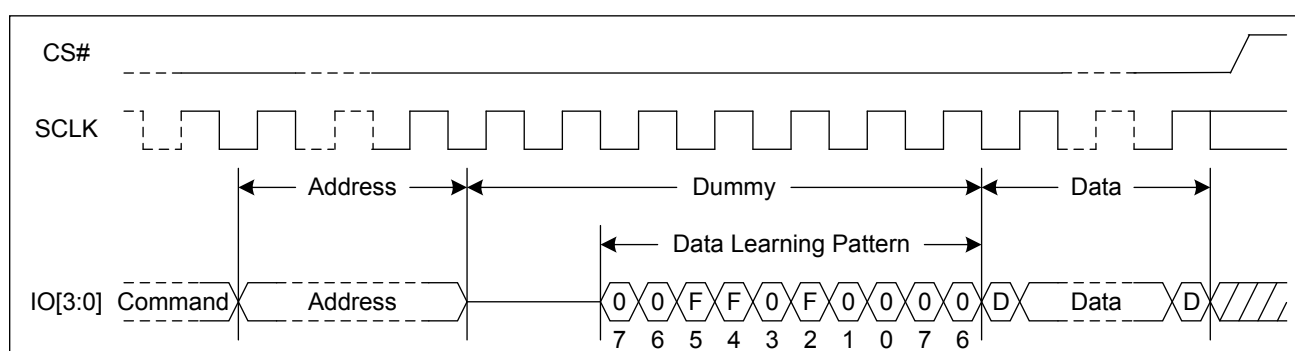 CS#
SCLK
Address Dummy Data
Data Learning Pattern
IO[3:0] Command Address 0 0 F F 0 F 0 0 0 0 D Data D
7 6 5 4 3 2 1 0 7 6